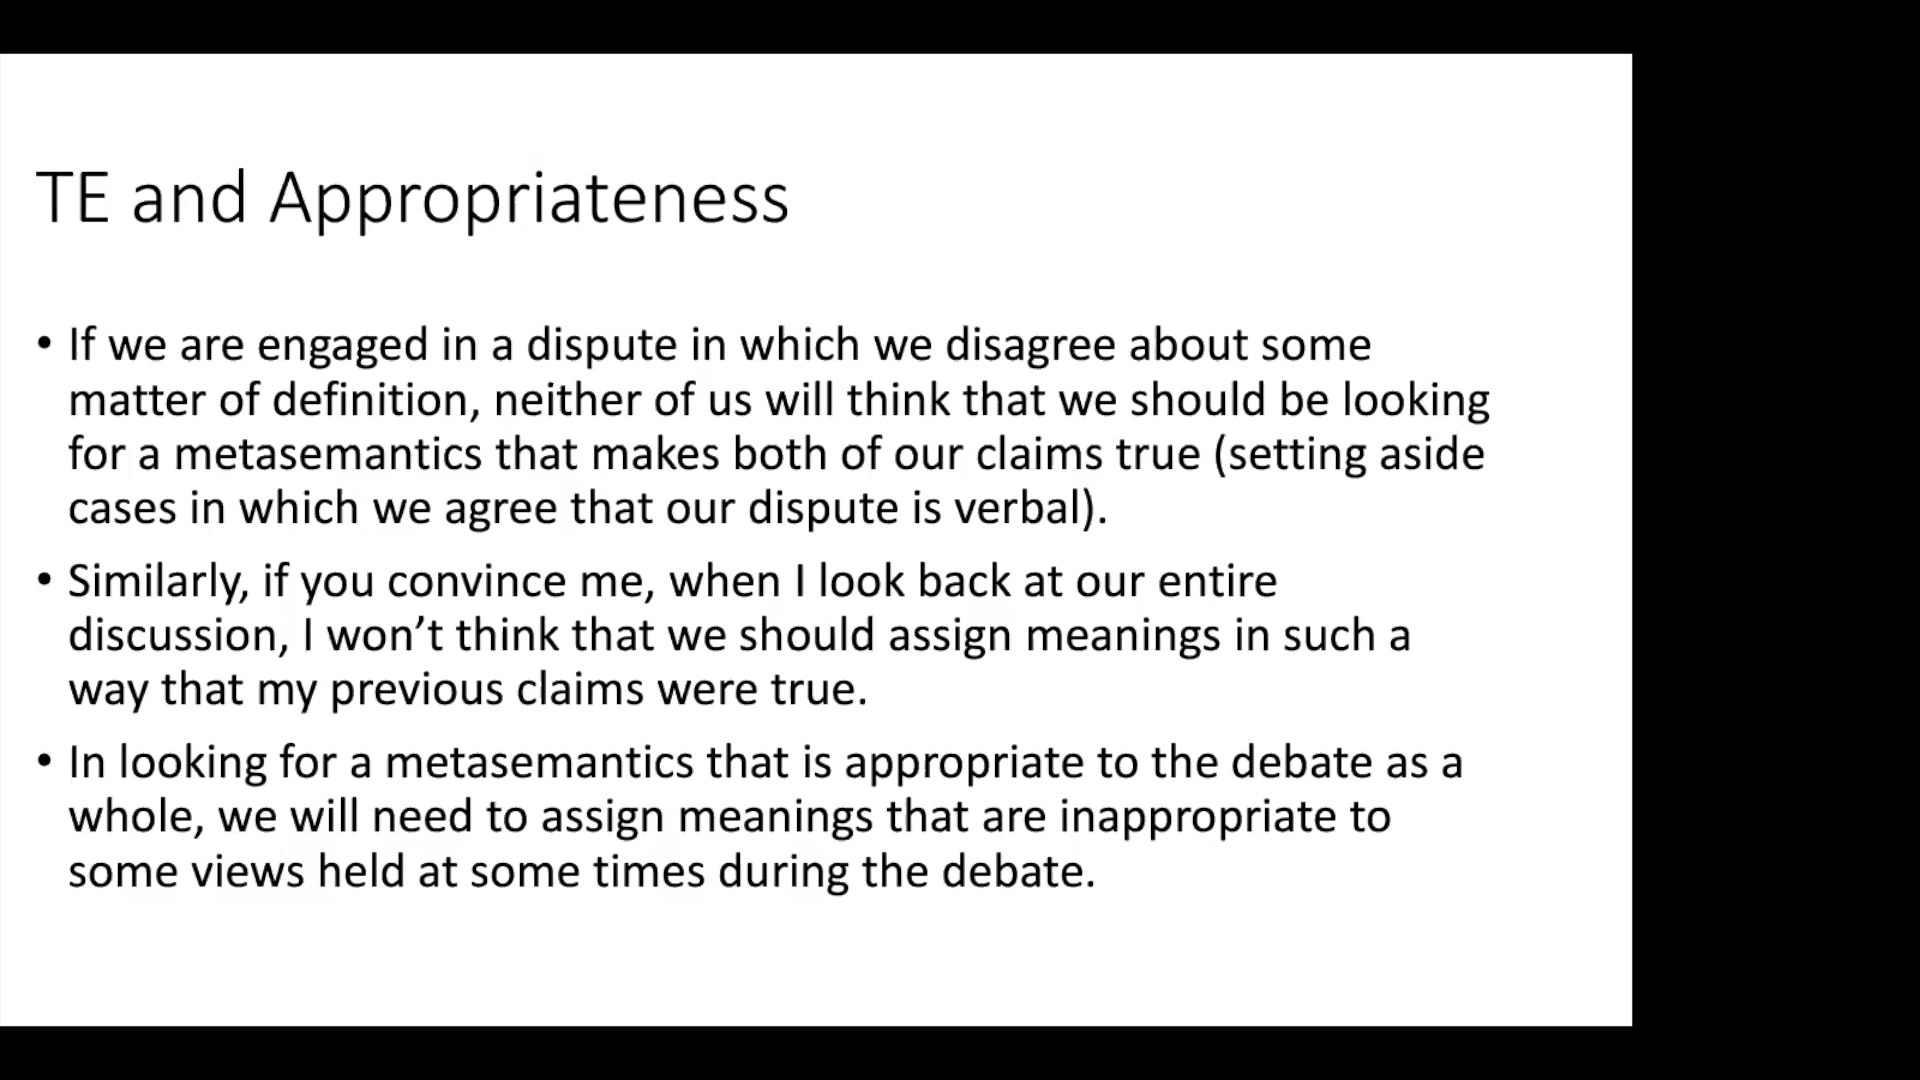 TE and Appropriateness
• If we are engaged in a dispute in which we disagree about some
matter of definition, neither of us will think that we should be looking
for a metasemantics that makes both of our claims true (setting aside
cases in which we agree that our dispute is verbal).
• Similarly, if you convince me, when I look back at our entire
discussion, I won’t think that we should assign meanings in such a
way that my previous claims were true.
• In looking for a metasemantics that is appropriate to the debate as a
whole, we will need to assign meanings that are inappropriate to
some views held at some times during the debate.